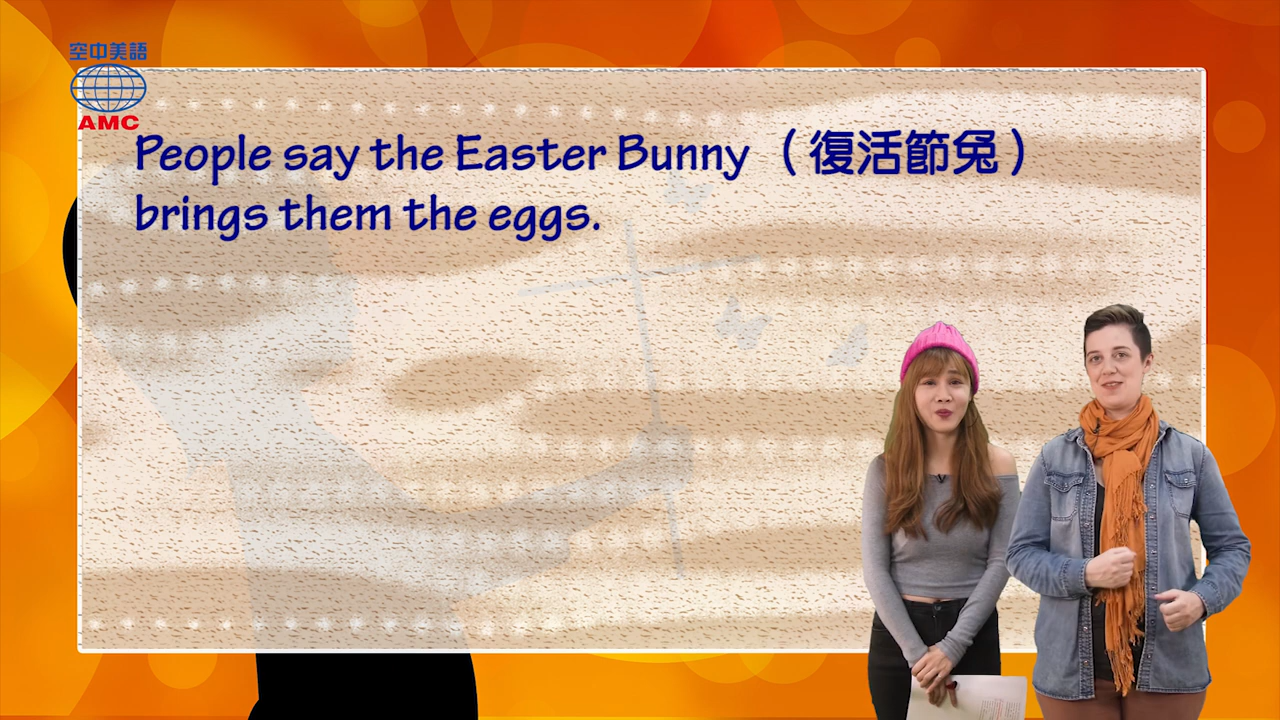 空中美語
AMC
People say the Easter Bunny（復活節兔）
brings them the eggs.